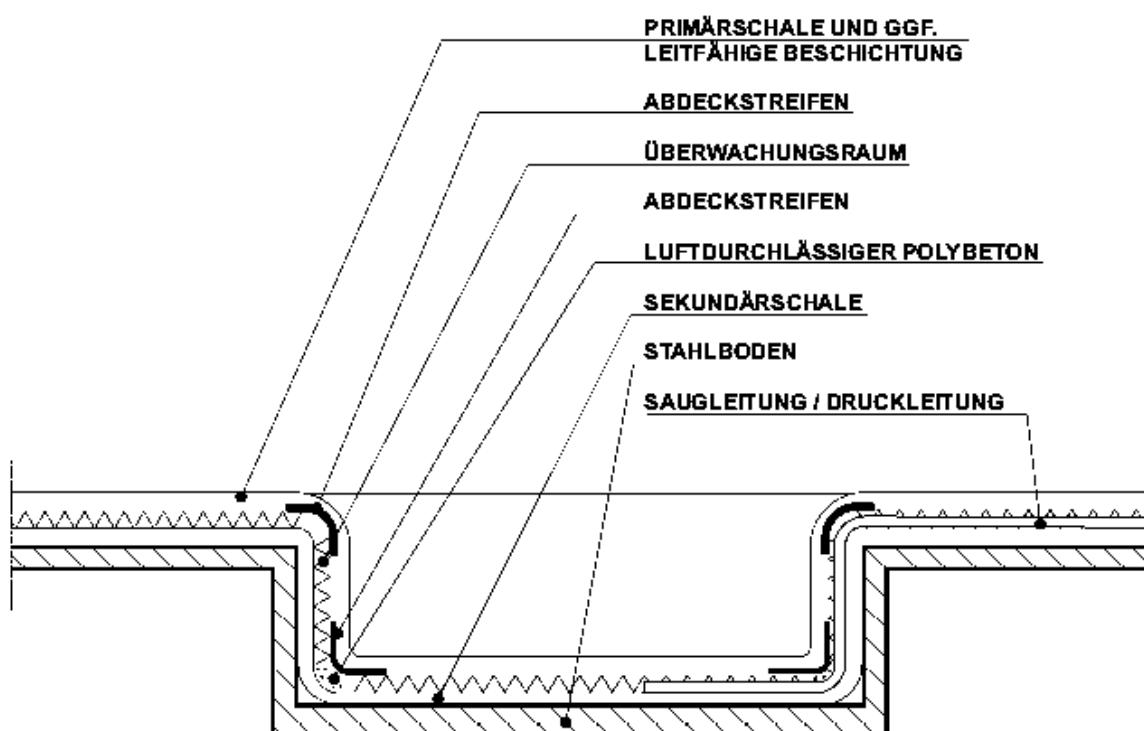 PRIMÄRSCHALE UND GGF.
LEITFÄHIGE BESCHICHTUNG
ABDECKSTREIFEN
ÜBERWACHUNGSRAUM
ABDECKSTREIFEN
LUFTDURCHLÄSSIGER POLYBETON
SEKUNDÄRSCHALE
STAHLBODEN
SAUGLEITUNG / DRUCKLEITUNG